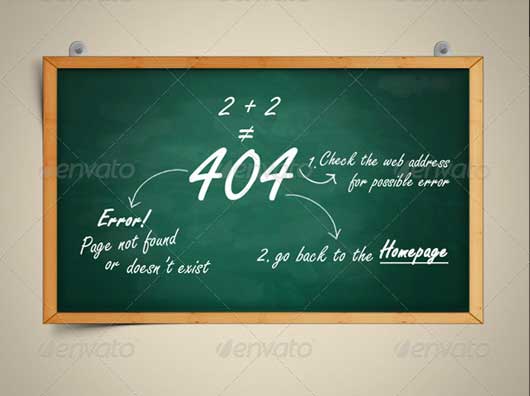 2 + 2
≠
404
1. Check the web address
for possible error
Error!
Page not found
or doesn't exist
2. go back to the Homepage
envato
envato
envato
envato
envato
envato